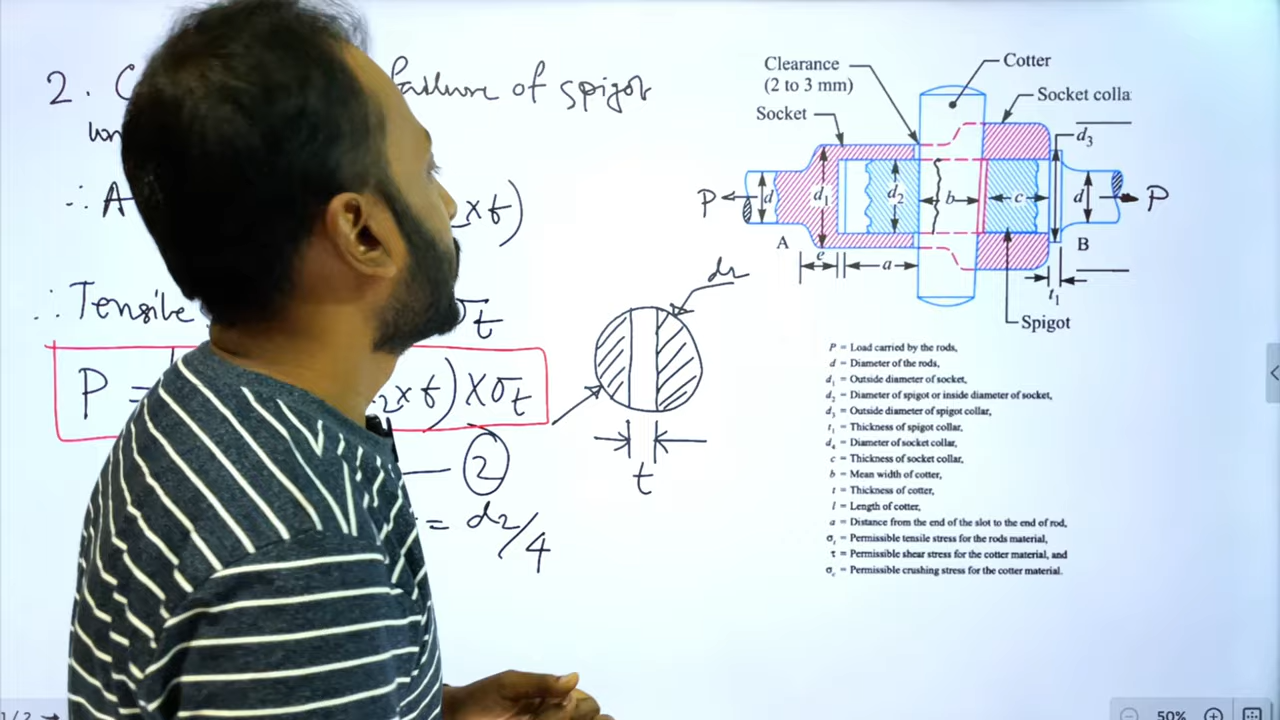 2. C failure of spigot
∴ A ₂×t)
∴ Tensile σt
P = ₂×t) × σt
— ②
= d2/4
d2
t
Clearance
(2 to 3 mm)
Socket
Cotter
Socket colla
d3
P d d1 d2 b c d P
A e a B
t1
Spigot
P = Load carried by the rods,
d = Diameter of the rods,
d1 = Outside diameter of socket,
d2 = Diameter of spigot or inside diameter of socket,
d3 = Outside diameter of spigot collar,
t1 = Thickness of spigot collar,
d4 = Diameter of socket collar,
c = Thickness of socket collar,
b = Mean width of cotter,
t = Thickness of cotter,
l = Length of cotter,
a = Distance from the end of the slot to the end of rod,
σt = Permissible tensile stress for the rods material,
τ = Permissible shear stress for the cotter material, and
σc = Permissible crushing stress for the cotter material.
1/2
50%